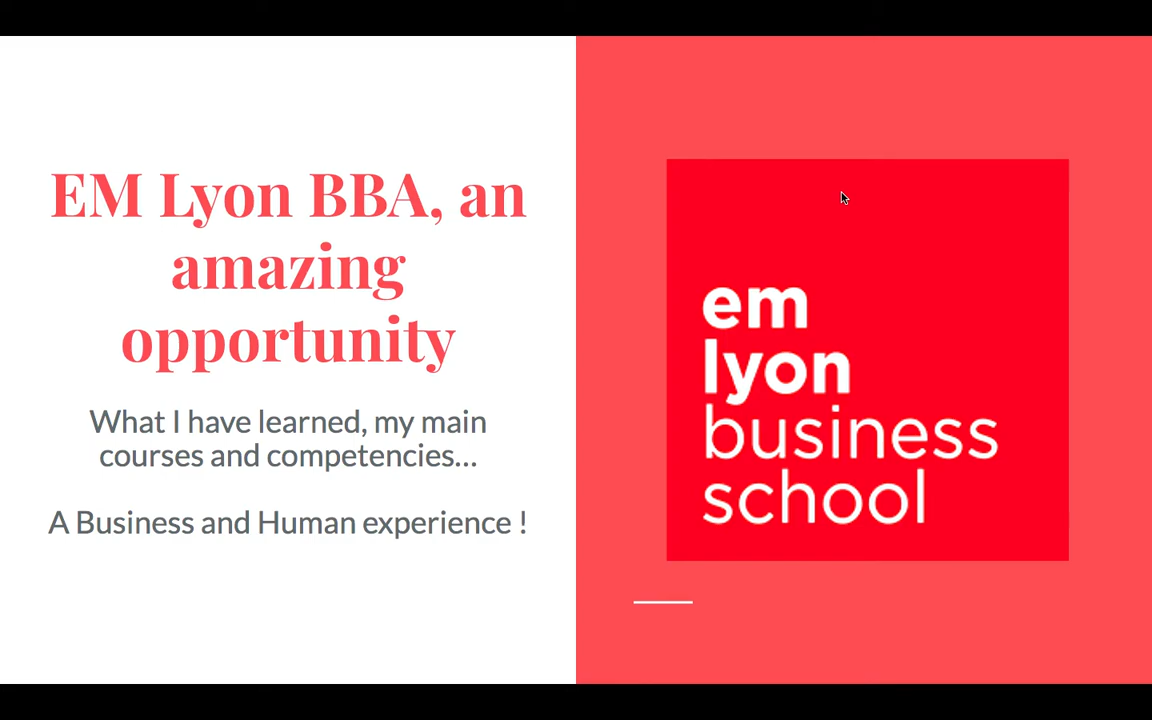 EM Lyon BBA, an
amazing
opportunity
What I have learned, my main
courses and competencies...
A Business and Human experience !
em
lyon
business
school